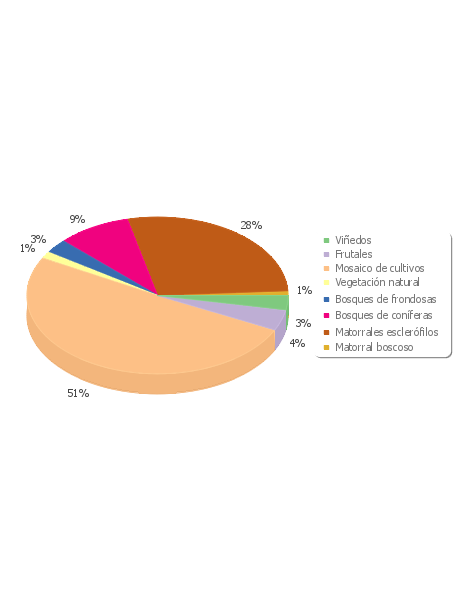 9%
28%
3%
1%
1%
3%
4%
51%
Viñedos
Frutales
Mosaico de cultivos
Vegetación natural
Bosques de frondosas
Bosques de coníferas
Matorrales esclerófilos
Matorral boscoso